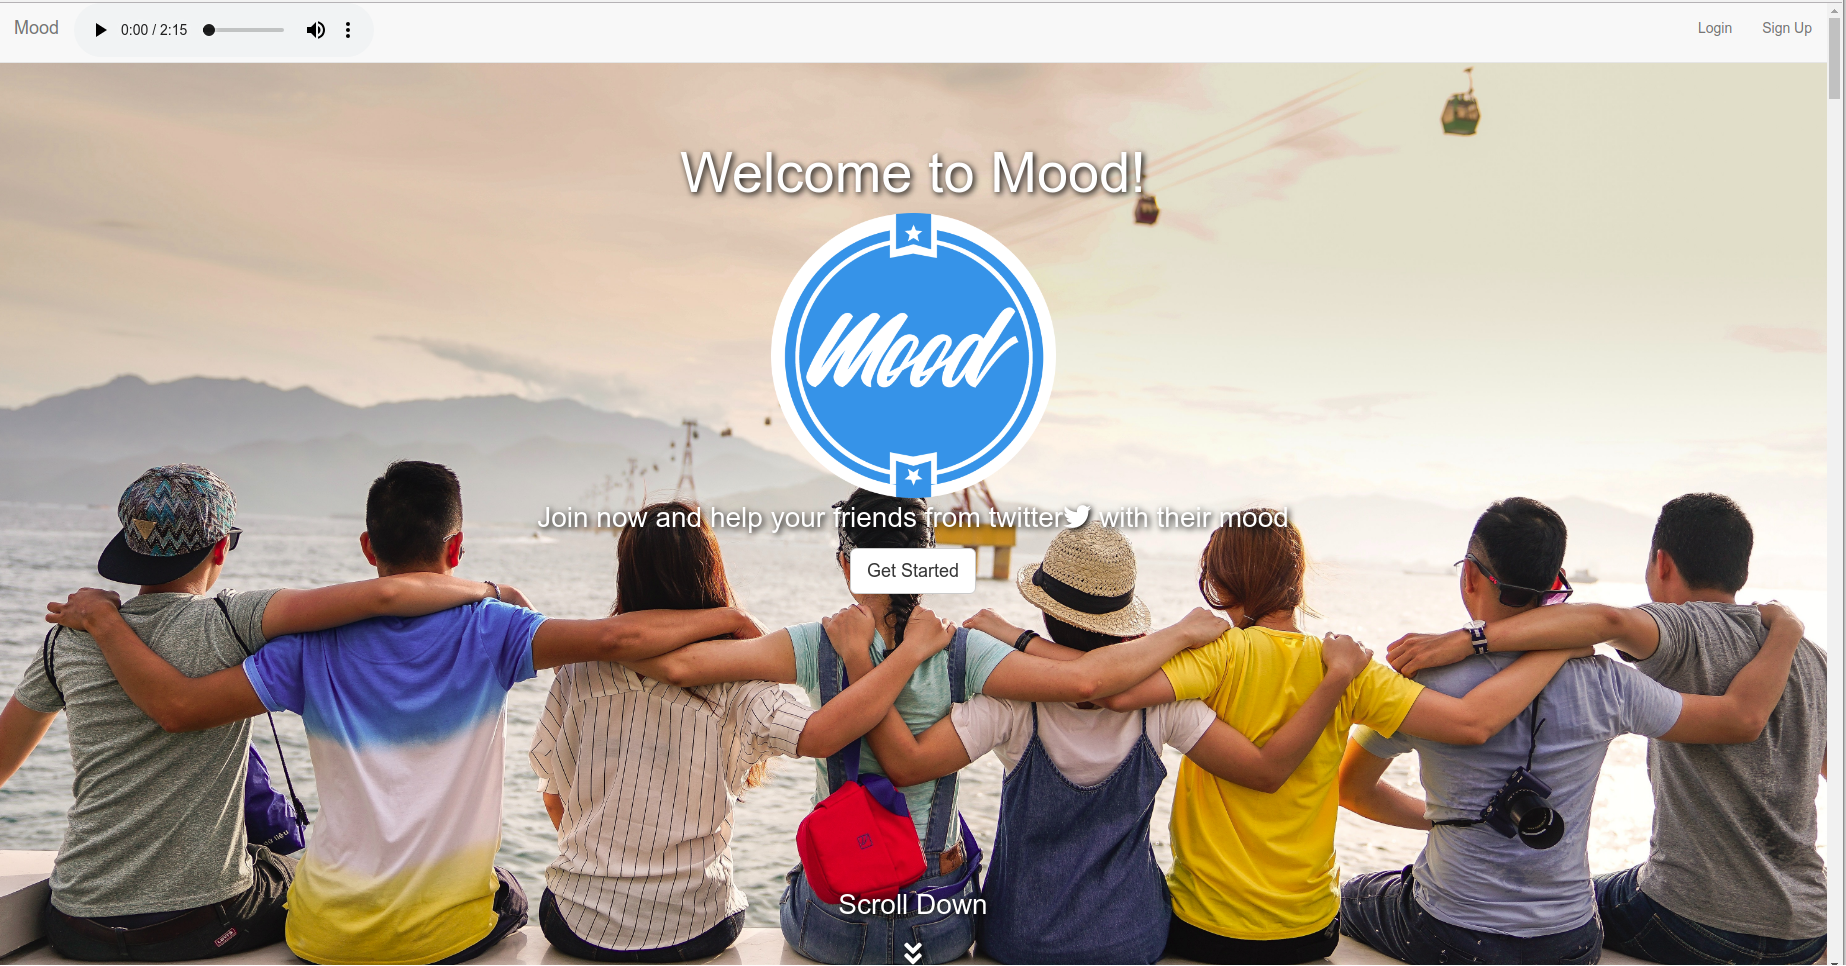 Mood
0:00 / 2:15
Login
Sign Up
Welcome to Mood!
Mood
Join now and help your friends from twitter with their mood
Get Started
Scroll Down